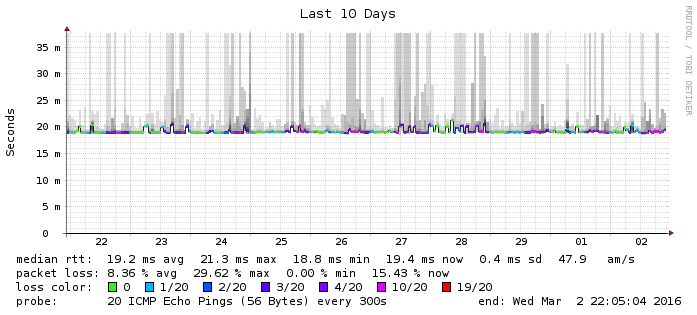 Last 10 Days
RRDTOOL / TOBI OETIKER
Seconds
35 m
30 m
25 m
20 m
15 m
10 m
5 m
0
22 23 24 25 26 27 28 29 01 02
median rtt: 19.2 ms avg 21.3 ms max 18.8 ms min 19.4 ms now 0.4 ms sd 47.9 am/s
packet loss: 8.36 % avg 29.62 % max 0.00 % min 15.43 % now
loss color: 0 1/20 2/20 3/20 4/20 10/20 19/20
probe: 20 ICMP Echo Pings (56 Bytes) every 300s end: Wed Mar 2 22:05:04 2016